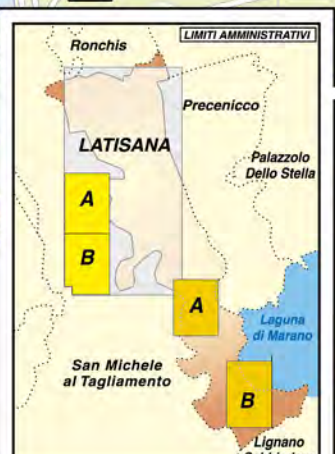 LIMITI AMMINISTRATIVI
Ronchis
Precenicco
LATISANA
Palazzolo
Dello Stella
A
B
A
Laguna
di Marano
San Michele
al Tagliamento
B
Lignano